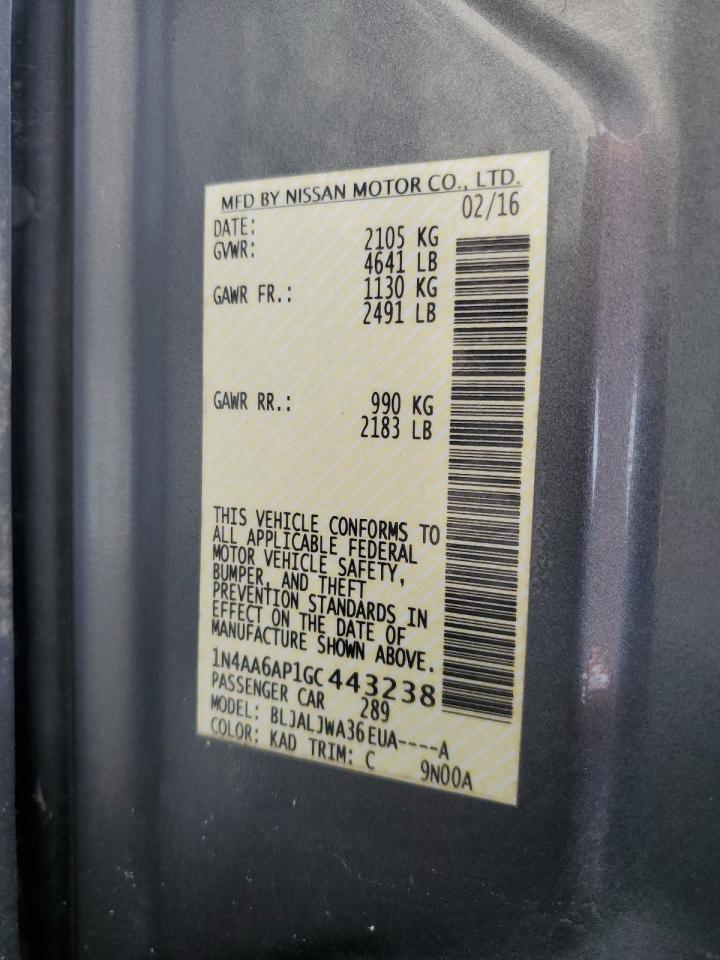 MFD BY NISSAN MOTOR CO., LTD.
DATE: 02/16
GVWR: 2105 KG
4641 LB
GAWR FR.: 1130 KG
2491 LB
GAWR RR.: 990 KG
2183 LB
THIS VEHICLE CONFORMS TO
ALL APPLICABLE FEDERAL
MOTOR VEHICLE SAFETY,
BUMPER, AND THEFT
PREVENTION STANDARDS IN
EFFECT ON THE DATE OF
MANUFACTURE SHOWN ABOVE.
1N4AA6AP1GC443238
PASSENGER CAR 289
MODEL: BLJALJWA36EUA----A
COLOR: KAD TRIM: C 9N00A